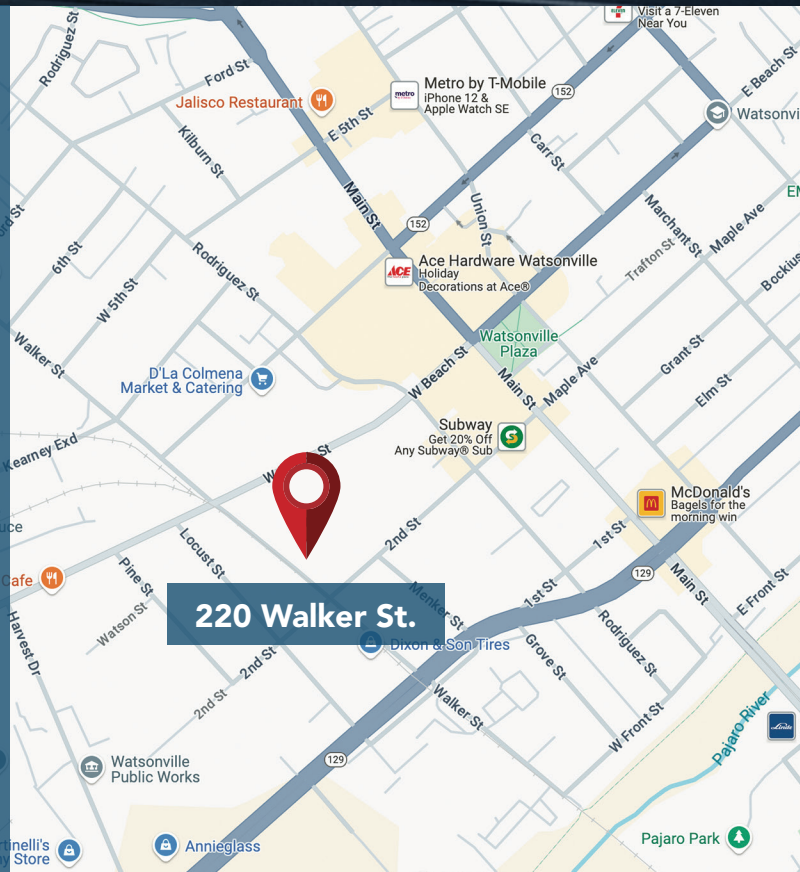 Visit a 7-Eleven
Near You
Rodriguez St
Ford St
Jalisco Restaurant
metro
Metro by T-Mobile
iPhone 12 &
Apple Watch SE
152
E Beach St
E 5th St
Kilburn St
Carr St
Main St
Union St
152
Marchant St
Maple Ave
Trafton St
6th St
W 5th St
Rodriguez St
ACE
Ace Hardware Watsonville
Holiday
Decorations at Ace®
Walker St
Watsonville
Plaza
Grant St
Elm St
D'La Colmena
Market & Catering
W Beach St
Main St
Maple Ave
Subway
Get 20% Off
Any Subway® Sub
Kearney Exd
McDonald's
Bagels for the
morning win
2nd St
1st St
129
Main St
E Front St
Cafe
Locust St
Pine St
Watson St
Harvest Dr
220 Walker St.
Menker St
1st St
Dixon & Son Tires
Grove St
Rodriguez St
2nd St
2nd St
Walker St
W Front St
Pajaro River
Linde
129
Watsonville
Public Works
Annieglass
Pajaro Park